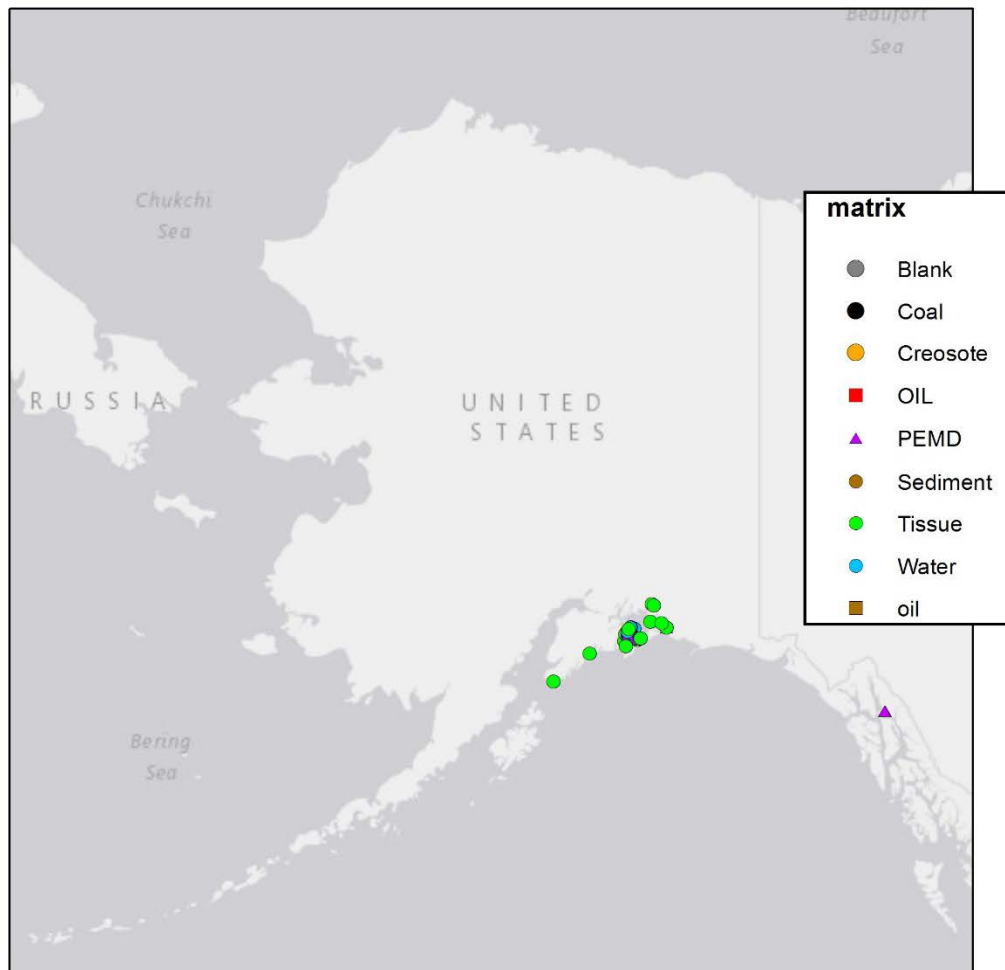 Beaufort
Sea
Chukchi
Sea
matrix
Blank
Coal
Creosote
OIL
PEMD
Sediment
Tissue
Water
oil
RUSSIA
UNITED
STATES
Bering
Sea